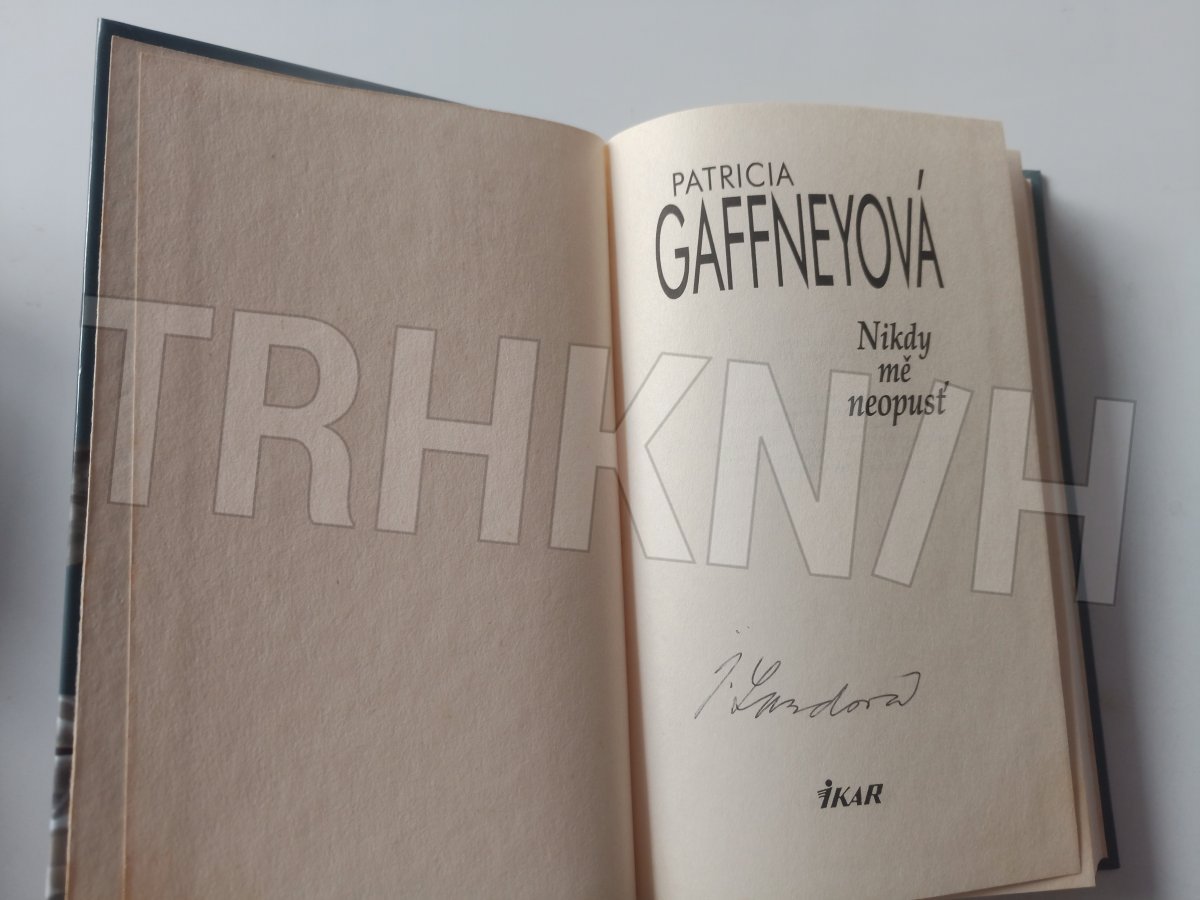 PATRICIA
GAFFNEYOVÁ
Nikdy
mě
neopusť
TRHKNIH
IKAR